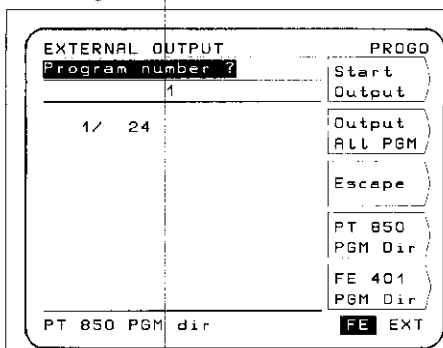 EXTERNAL OUTPUT PROGO
Program number ?
1
1/ 24
Start
Output
Output
ALL PGM
Escape
PT 850
PGM Dir
FE 401
PGM Dir
PT 850 PGM dir FE EXT